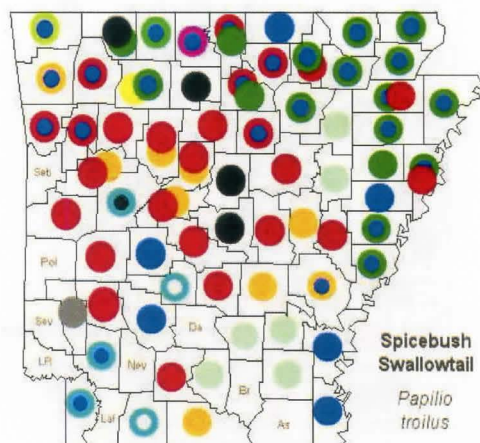 Seb
Pol
Sev
Da
LR
Nev
Laf
Br
As
Spicebush
Swallowtail
Papilio
troilus